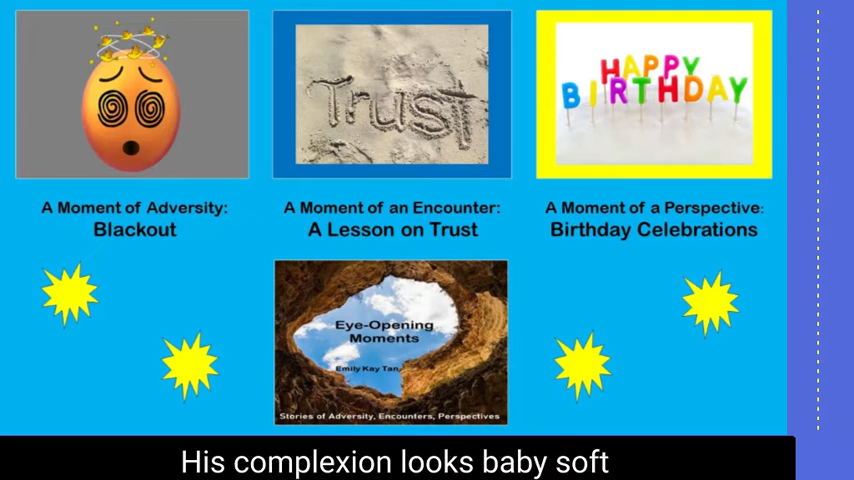 Trust
HAPPY
BIRTHDAY
A Moment of Adversity:
Blackout
A Moment of an Encounter:
A Lesson on Trust
A Moment of a Perspective:
Birthday Celebrations
Eye-Opening
Moments
Emily Kay Tan
Stories of Adversity, Encounters, Perspectives
His complexion looks baby soft